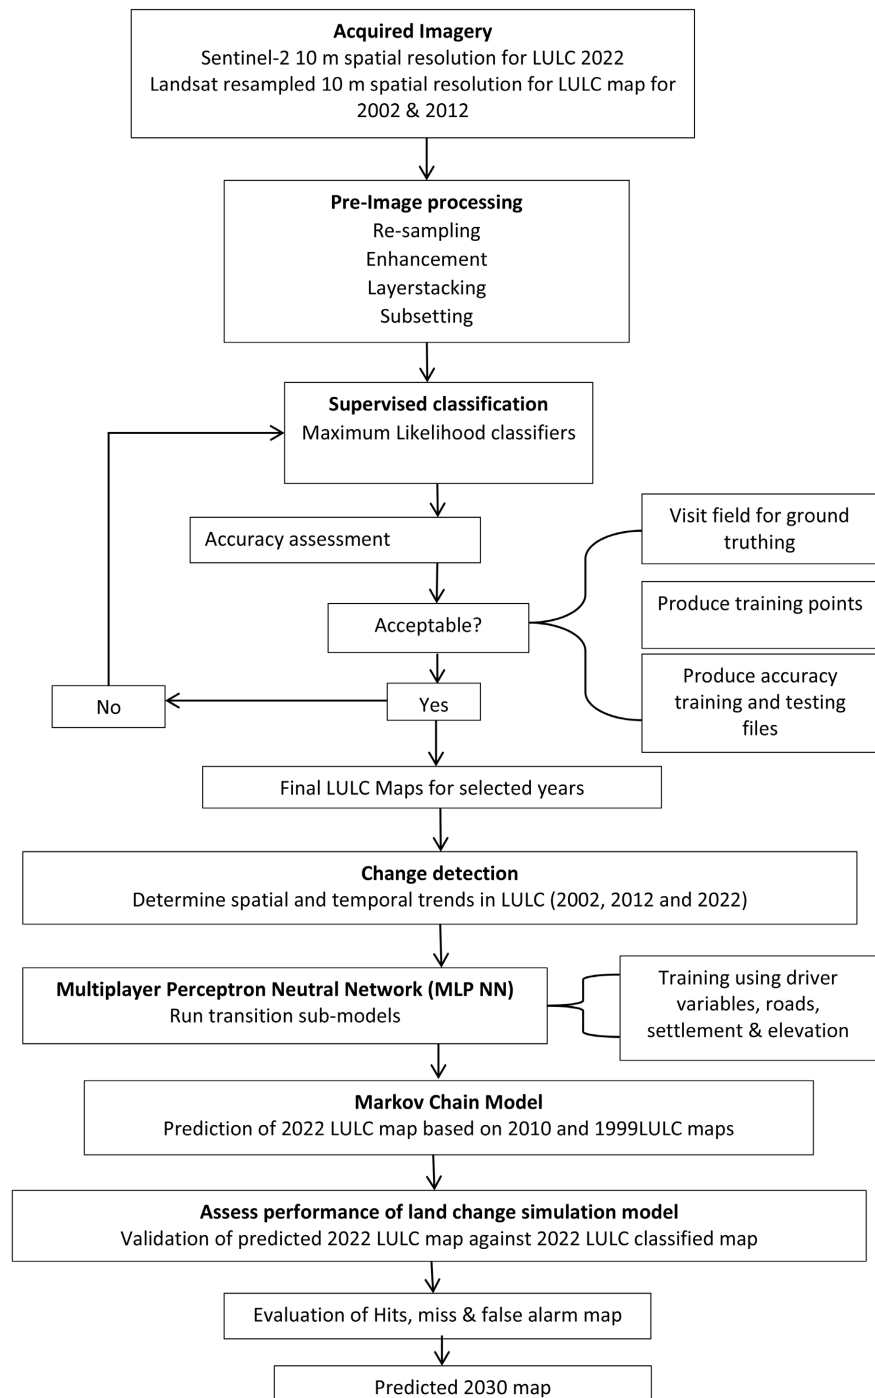 Acquired Imagery
Sentinel-2 10 m spatial resolution for LULC 2022
Landsat resampled 10 m spatial resolution for LULC map for
2002 & 2012
Pre-Image processing
Re-sampling
Enhancement
Layerstacking
Subsetting
Supervised classification
Maximum Likelihood classifiers
Accuracy assessment
Visit field for ground
truthing
Acceptable?
Produce training points
Produce accuracy
training and testing
files
No
Yes
Final LULC Maps for selected years
Change detection
Determine spatial and temporal trends in LULC (2002, 2012 and 2022)
Multiplayer Perceptron Neutral Network (MLP NN)
Run transition sub-models
Training using driver
variables, roads,
settlement & elevation
Markov Chain Model
Prediction of 2022 LULC map based on 2010 and 1999LULC maps
Assess performance of land change simulation model
Validation of predicted 2022 LULC map against 2022 LULC classified map
Evaluation of Hits, miss & false alarm map
Predicted 2030 map